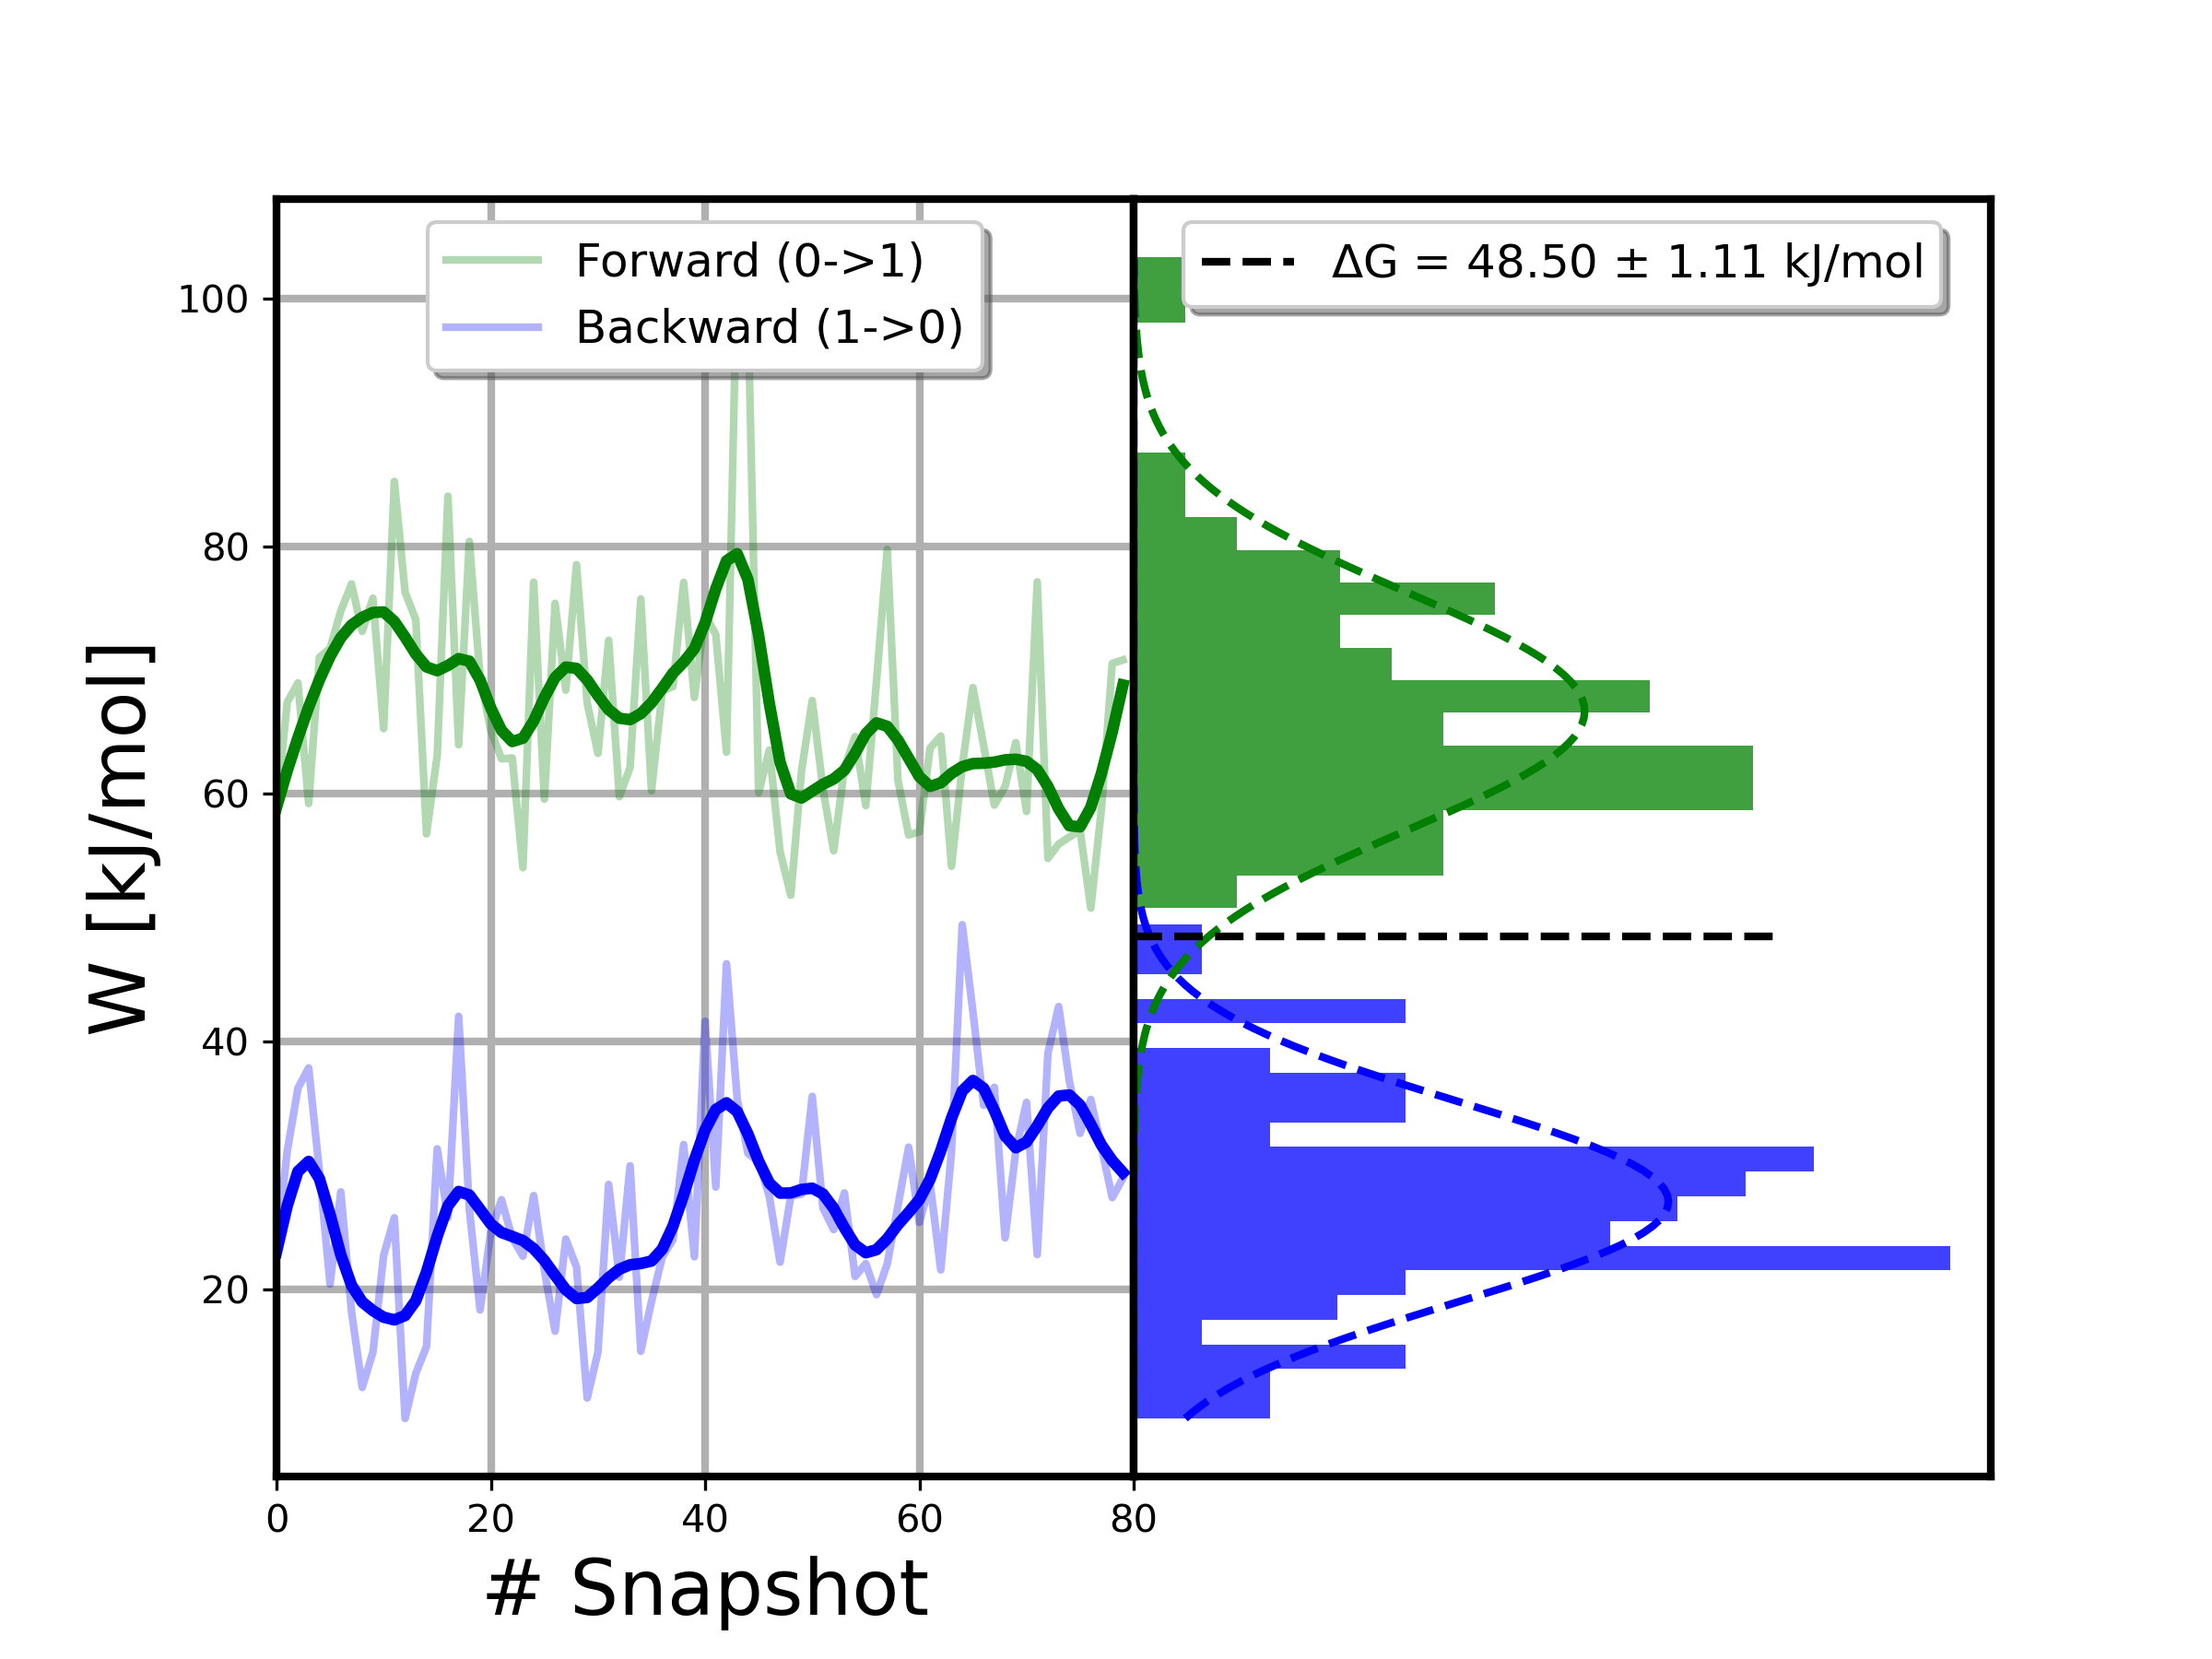 Forward (0->1)
Backward (1->0)
ΔG = 48.50 ± 1.11 kJ/mol
100
80
60
40
20
W [kJ/mol]
0 20 40 60 80
# Snapshot